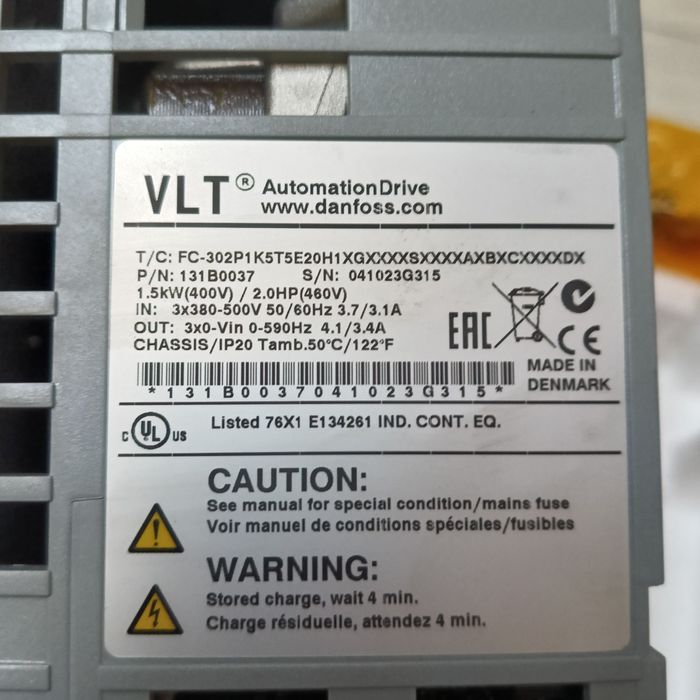 VLT® AutomationDrive
www.danfoss.com
T/C: FC-302P1K5T5E20H1XGXXXXSXXXXAXBXCXXXXDX
P/N: 131B0037 S/N: 041023G315
1.5kW(400V) / 2.0HP(460V)
IN: 3x380-500V 50/60Hz 3.7/3.1A
OUT: 3x0-Vin 0-590Hz 4.1/3.4A
CHASSIS/IP20 Tamb.50°C/122°F
EAC
CE
*131B0037041023G315*
MADE IN
DENMARK
c UL us
Listed 76X1 E134261 IND. CONT. EQ.
CAUTION:
See manual for special condition/mains fuse
Voir manuel de conditions spéciales/fusibles
WARNING:
Stored charge, wait 4 min.
Charge résiduelle, attendez 4 min.